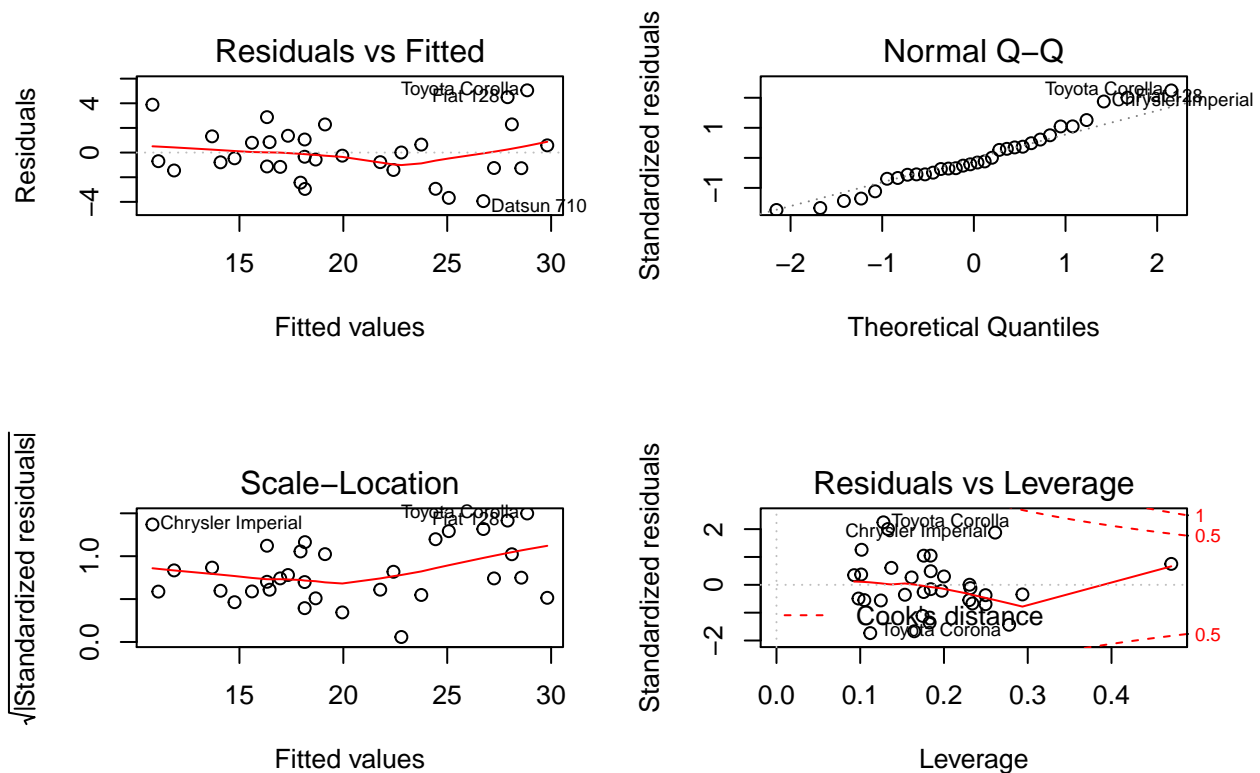 Residuals vs Fitted
Residuals
4
0
−4
Toyota Corolla
Fiat 128
Datsun 710
15
20
30
25
Fitted values
Normal Q−Q
Standardized residuals
1
−1
Toyota Corolla
Fiat 128
Chrysler Imperial
−2
−1
0
1
2
Theoretical Quantiles
Scale−Location
√|Standardized residuals|
1.0
0.0
Chrysler Imperial
Toyota Corolla
Fiat 128
15
20
25
30
Fitted values
Residuals vs Leverage
Standardized residuals
2
0
−2
Toyota Corolla
Chrysler Imperial
Cook's distance
Toyota Corona
1
0.5
0.5
0.0
0.1
0.2
0.3
0.4
Leverage